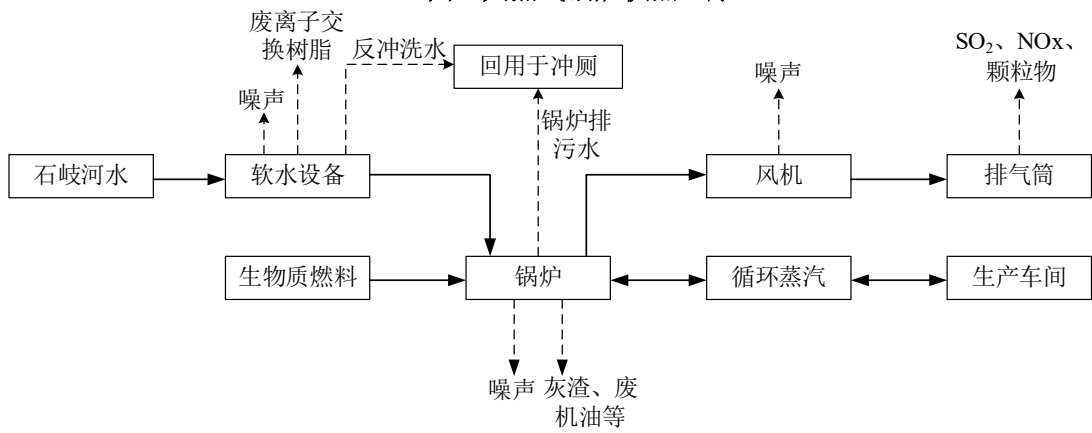 废离子交
换树脂
反冲洗水
回用于冲厕
噪声
SO₂、NOx、
颗粒物
噪声
锅炉排
污水
石岐河水
软水设备
风机
排气筒
生物质燃料
锅炉
循环蒸汽
生产车间
噪声
灰渣、废
机油等